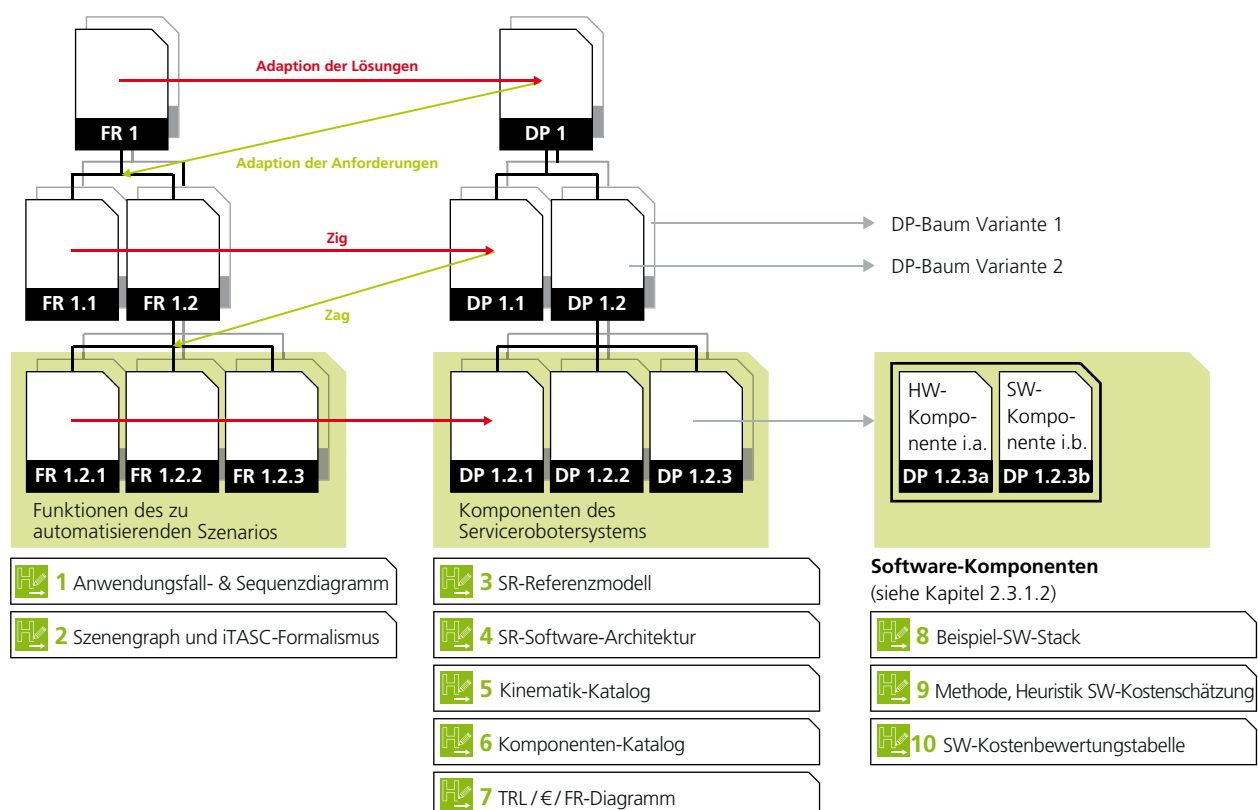 Adaption der Lösungen
FR 1
DP 1
Adaption der Anforderungen
Zig
DP-Baum Variante 1
DP-Baum Variante 2
FR 1.1
FR 1.2
DP 1.1
DP 1.2
Zag
HW-
Kompo-
nente i.a.
SW-
Kompo-
nente i.b.
FR 1.2.1
FR 1.2.2
FR 1.2.3
DP 1.2.1
DP 1.2.2
DP 1.2.3
DP 1.2.3a
DP 1.2.3b
Funktionen des zu
automatisierenden Szenarios
Komponenten des
Servicerobotersystems
1 Anwendungsfall- & Sequenzdiagramm
2 Szenengraph und iTASC-Formalismus
3 SR-Referenzmodell
4 SR-Software-Architektur
5 Kinematik-Katalog
6 Komponenten-Katalog
7 TRL / € / FR-Diagramm
Software-Komponenten
(siehe Kapitel 2.3.1.2)
8 Beispiel-SW-Stack
9 Methode, Heuristik SW-Kostenschätzung
10 SW-Kostenbewertungstabelle